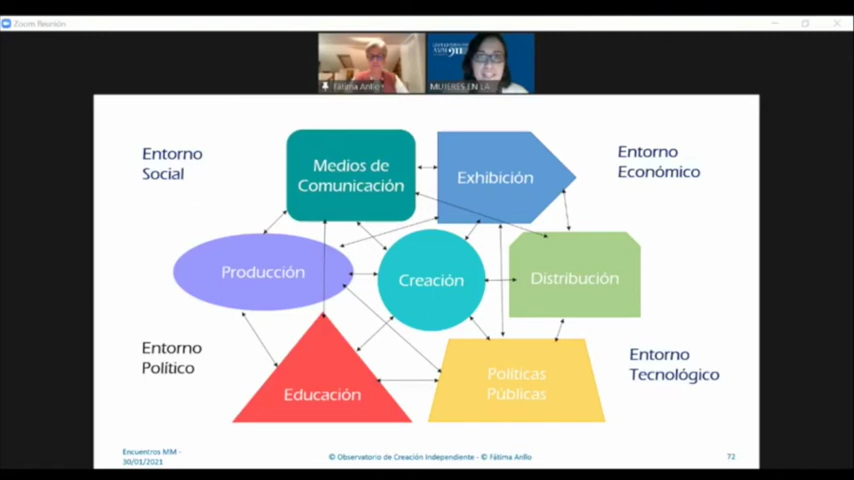 Zoom Reunión
Fátima Anllo
MUJERES EN LA
Entorno
Social
Medios de
Comunicación
Exhibición
Entorno
Económico
Producción
Creación
Distribución
Entorno
Político
Educación
Políticas
Públicas
Entorno
Tecnológico
Encuentros MM -
30/01/2021
© Observatorio de Creación Independiente - © Fátima Anllo
72